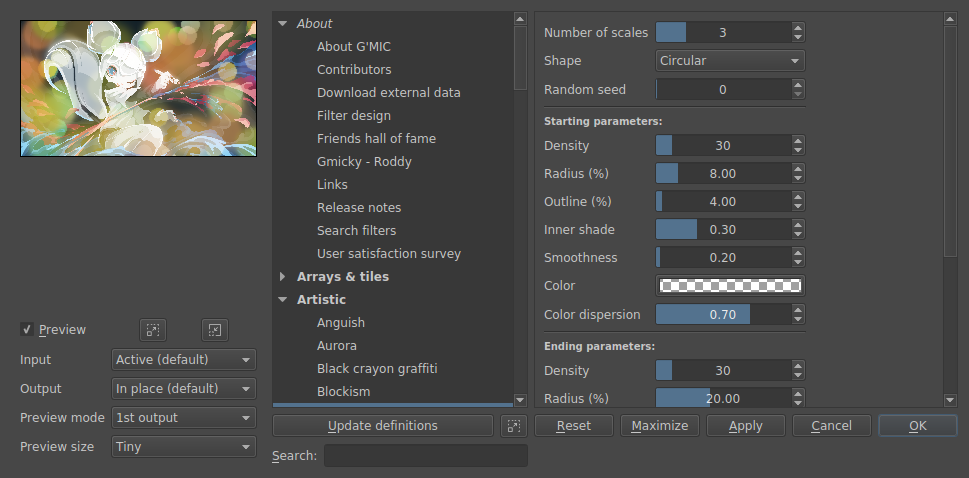 Preview
Input Active (default)
Output In place (default)
Preview mode 1st output
Preview size Tiny
About
About G'MIC
Contributors
Download external data
Filter design
Friends hall of fame
Gmicky - Roddy
Links
Release notes
Search filters
User satisfaction survey
Arrays & tiles
Artistic
Anguish
Aurora
Black crayon graffiti
Blockism
Update definitions
Search:
Number of scales 3
Shape Circular
Random seed 0
Starting parameters:
Density 30
Radius (%) 8.00
Outline (%) 4.00
Inner shade 0.30
Smoothness 0.20
Color
Color dispersion 0.70
Ending parameters:
Density 30
Radius (%) 20.00
Reset Maximize Apply Cancel OK